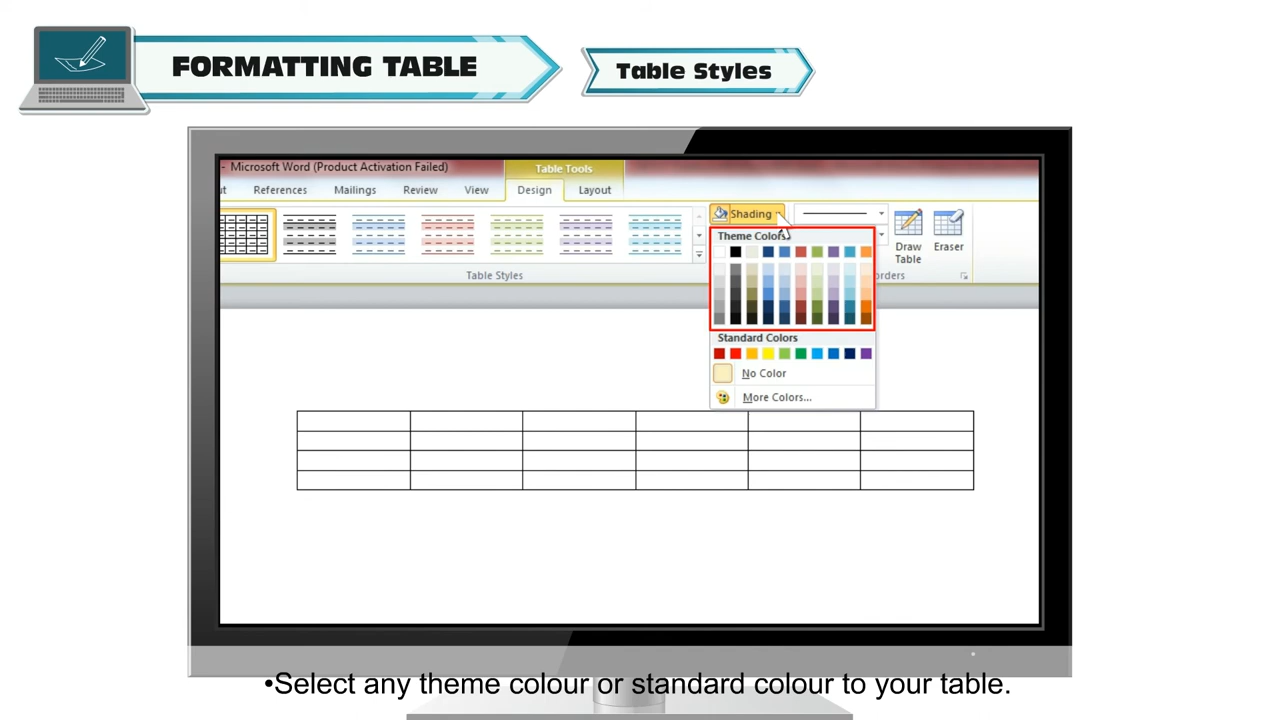 FORMATTING TABLE
Table Styles
- Microsoft Word (Product Activation Failed)
Table Tools
References Mailings Review View Design Layout
Shading
Theme Colors
Draw
Table
Eraser
Table Styles
Standard Colors
No Color
More Colors...
•Select any theme colour or standard colour to your table.